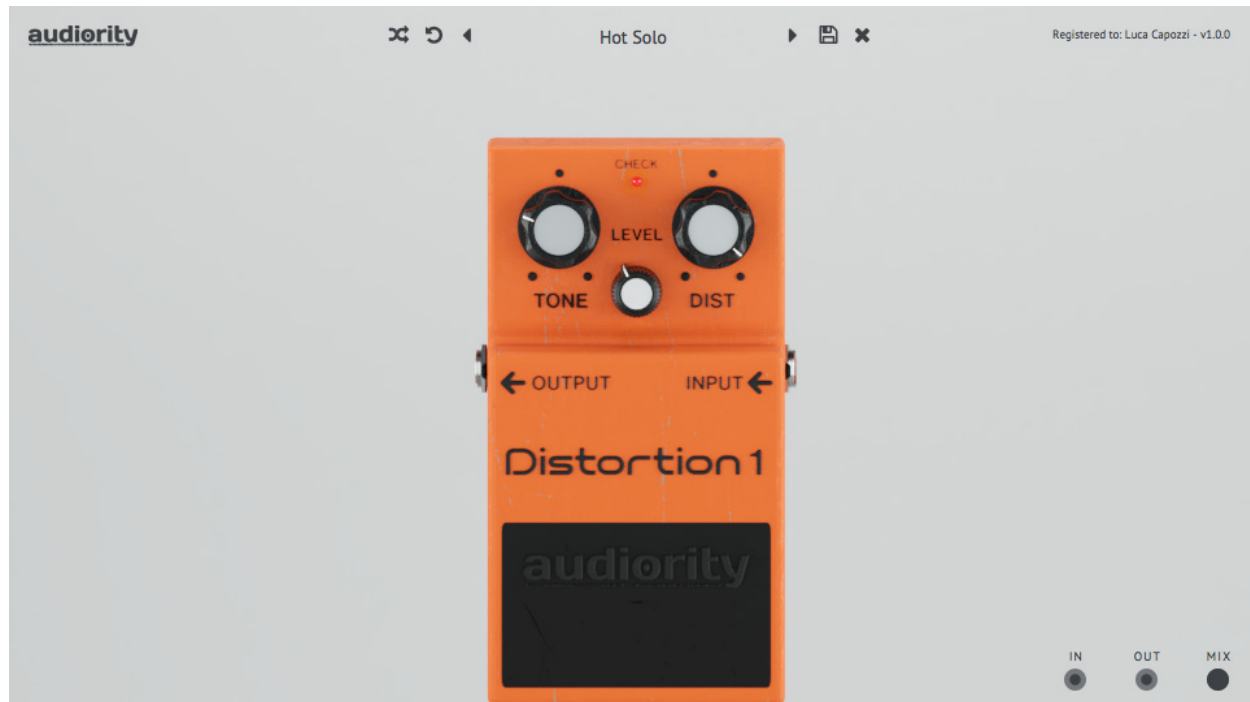 audiority
Hot Solo
Registered to: Luca Capozzi - v1.0.0
CHECK
LEVEL
TONE
DIST
OUTPUT
INPUT
Distortion 1
audiority
IN
OUT
MIX